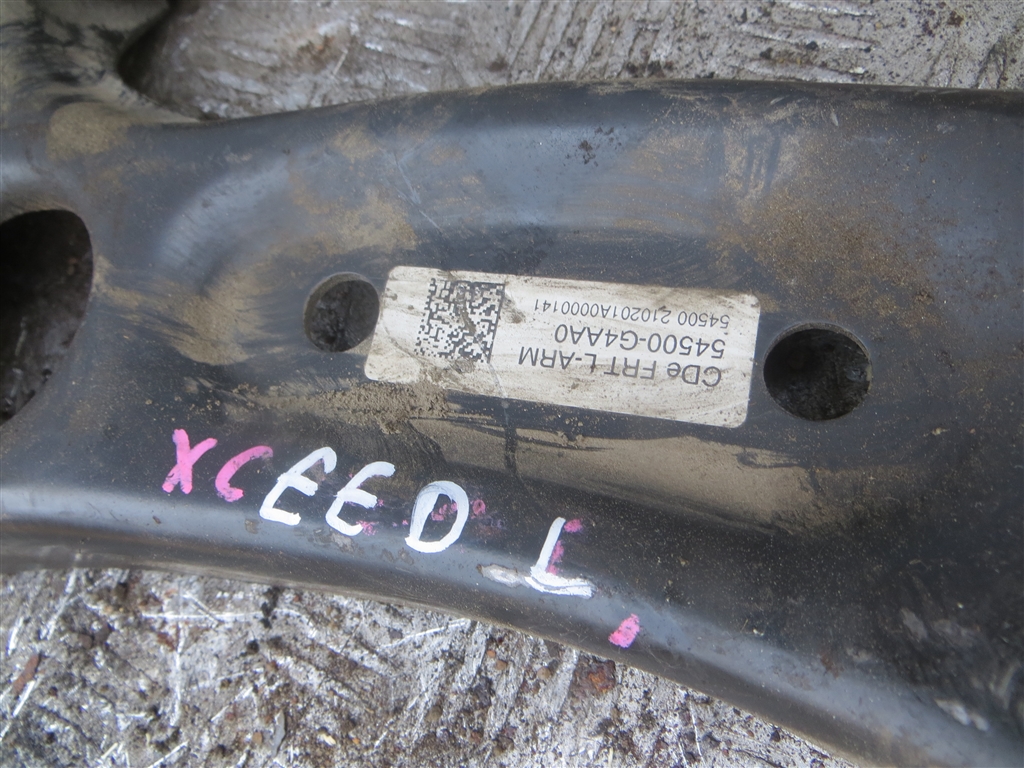 CDe FRT L-ARM
54500-G4AA0
54500 210201A0000141
XCEED L